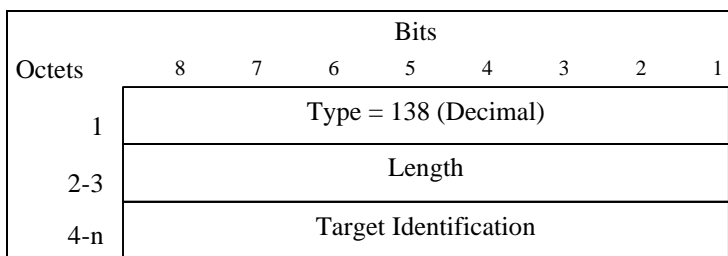 Bits
Octets 8 7 6 5 4 3 2 1
1 Type = 138 (Decimal)
2-3 Length
4-n Target Identification